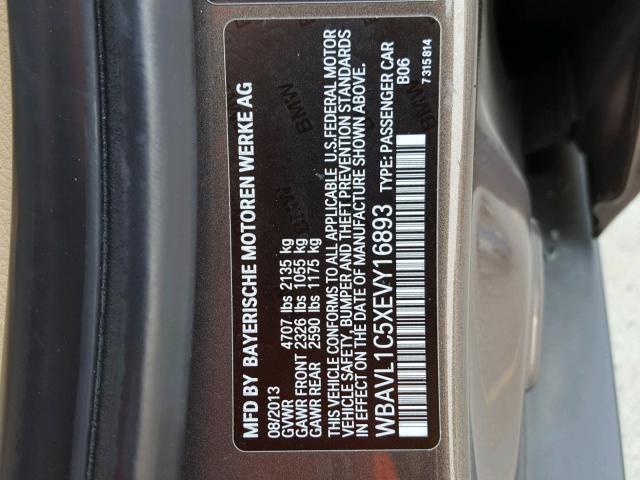 MFD BY BAYERISCHE MOTOREN WERKE AG
08/2013
GVWR 4707 lbs 2135 kg
GAWR FRONT 2326 lbs 1055 kg
GAWR REAR 2590 lbs 1175 kg
THIS VEHICLE CONFORMS TO ALL APPLICABLE U.S.FEDERAL MOTOR
VEHICLE SAFETY, BUMPER AND THEFT PREVENTION STANDARDS
IN EFFECT ON THE DATE OF MANUFACTURE SHOWN ABOVE.
WBAVL1C5XEVY16893 TYPE: PASSENGER CAR
B06
7315814
BMW
BMW